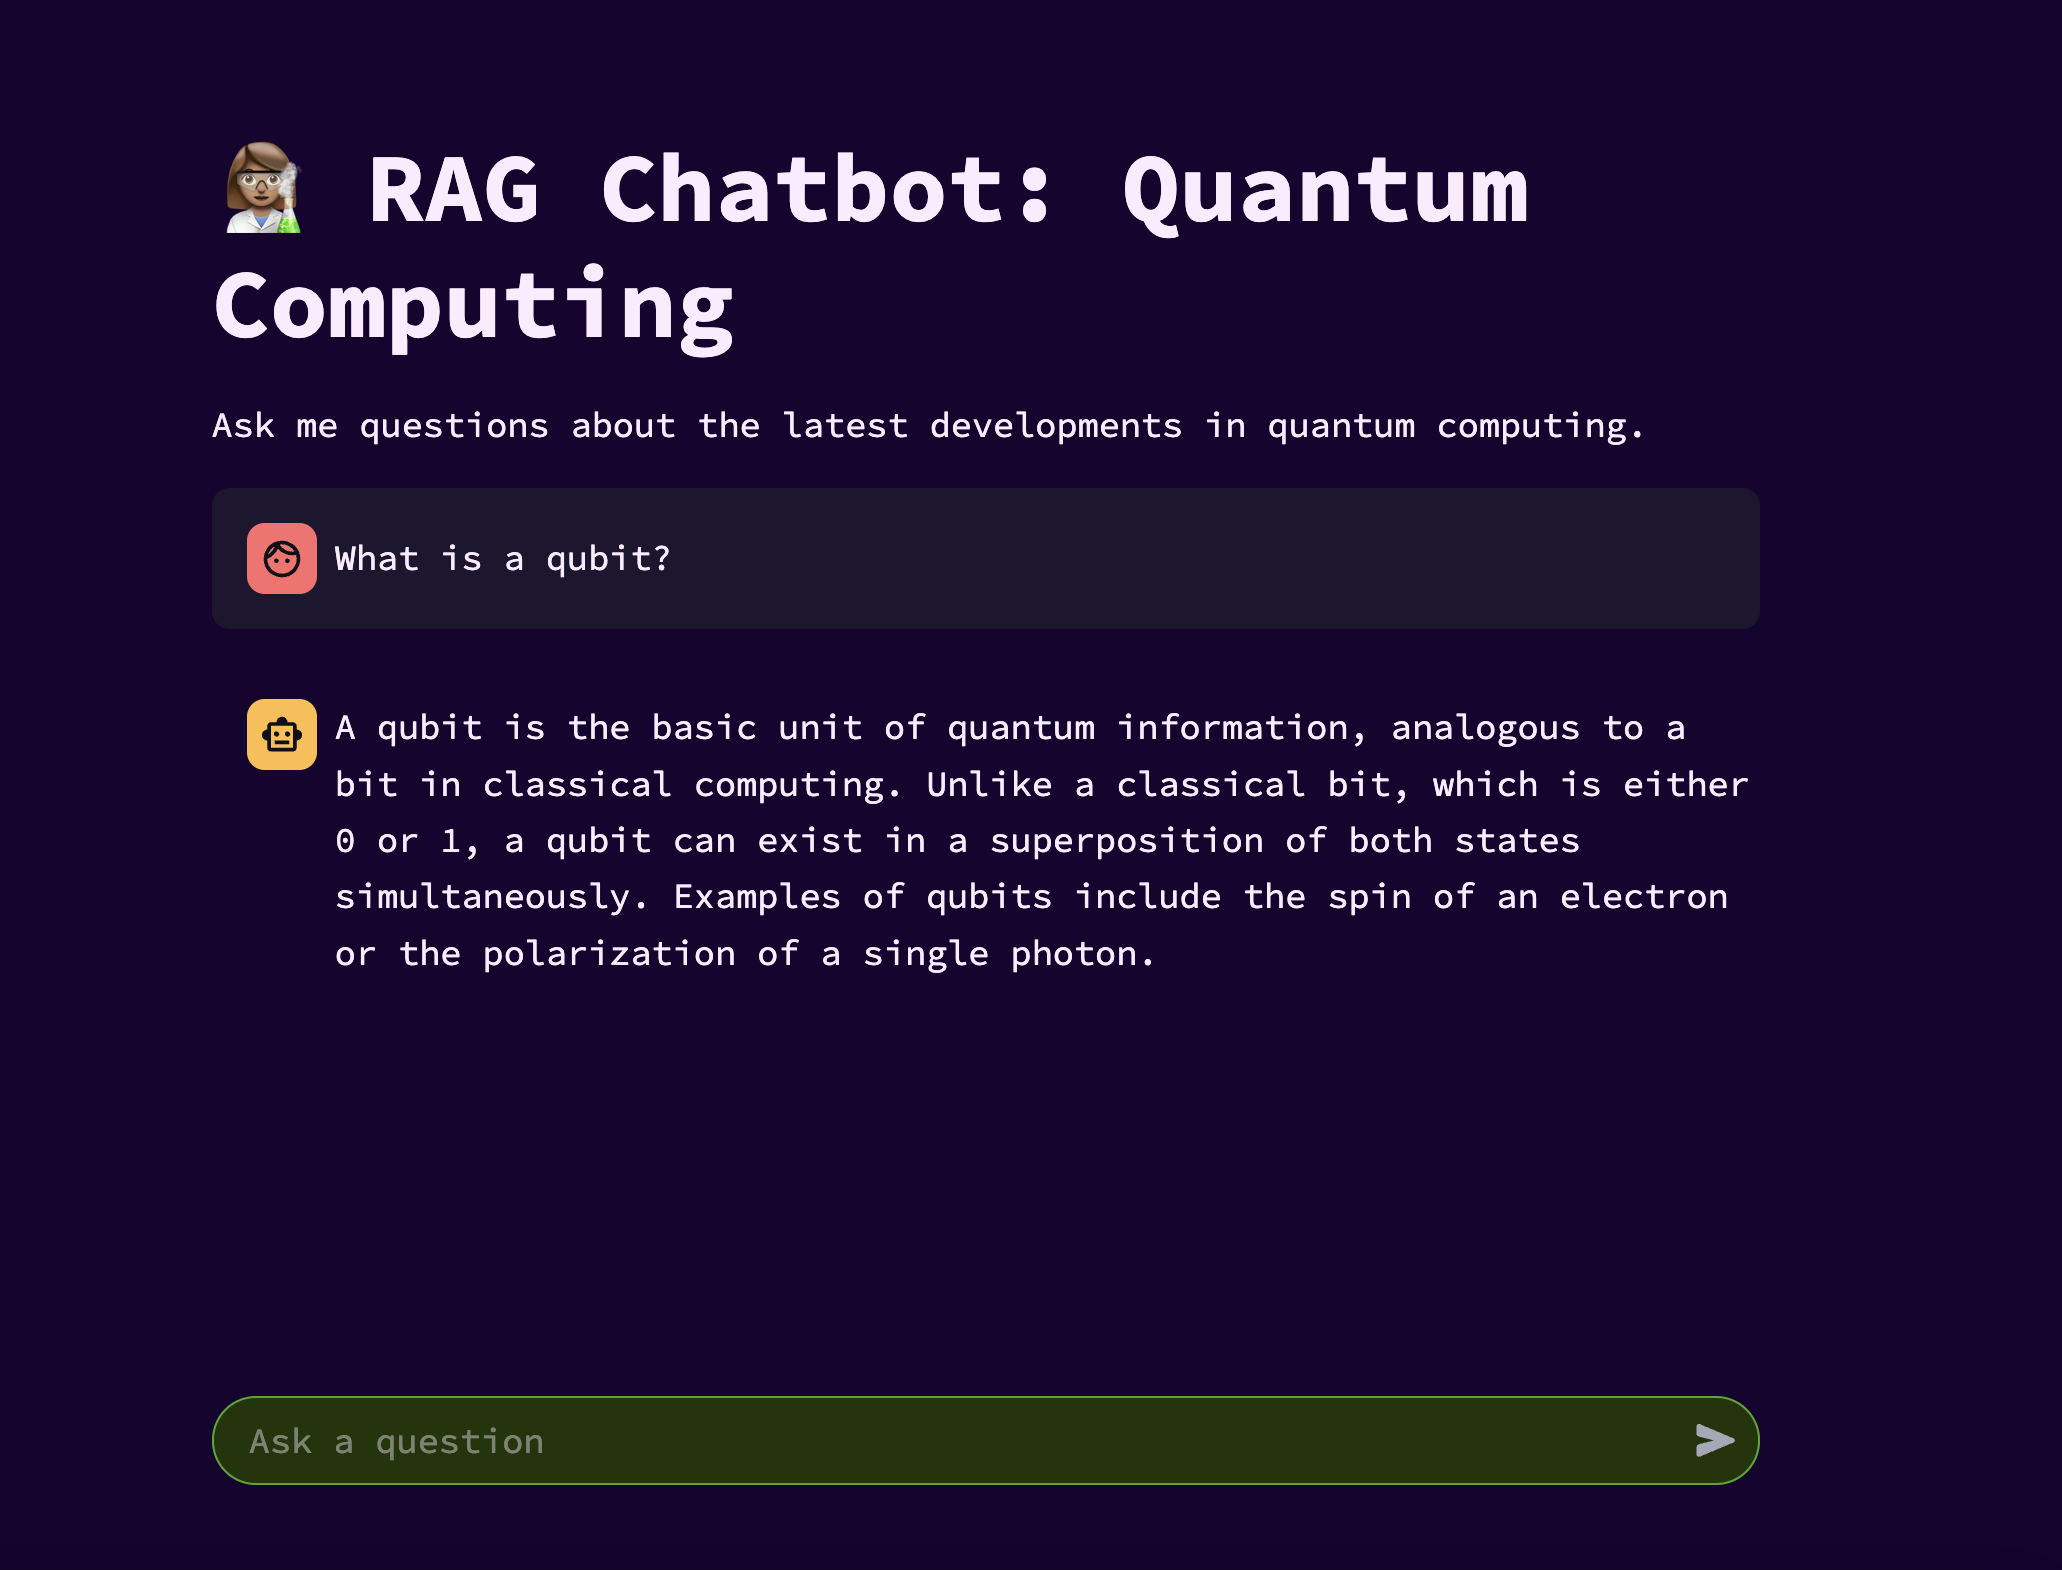 RAG Chatbot: Quantum
Computing
Ask me questions about the latest developments in quantum computing.
What is a qubit?
A qubit is the basic unit of quantum information, analogous to a
bit in classical computing. Unlike a classical bit, which is either
0 or 1, a qubit can exist in a superposition of both states
simultaneously. Examples of qubits include the spin of an electron
or the polarization of a single photon.
Ask a question